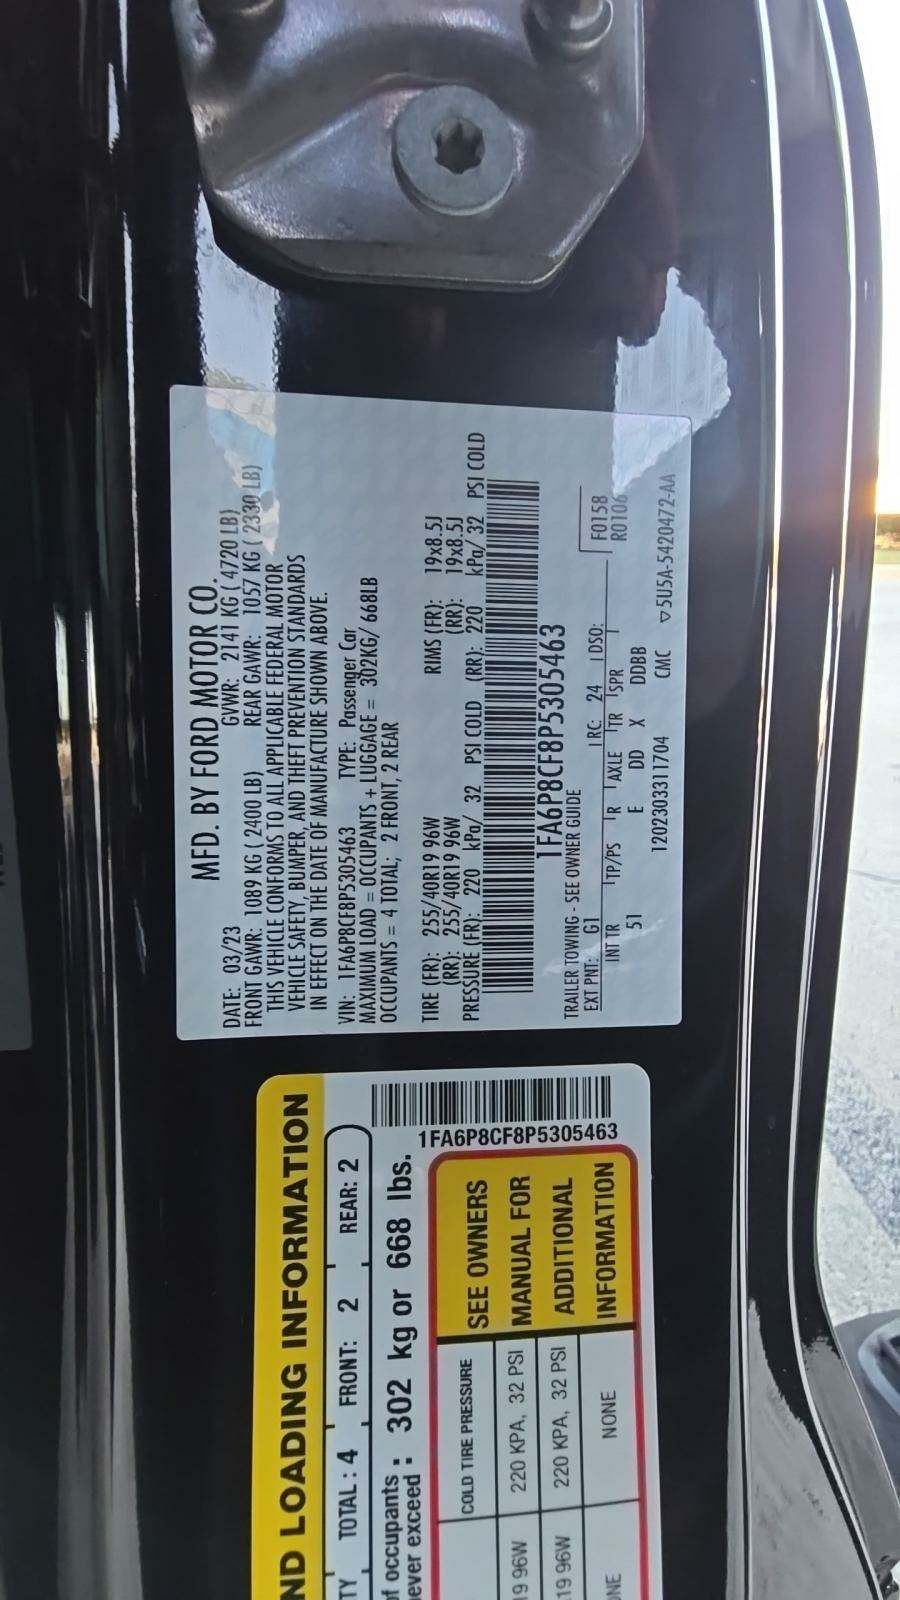 MFD. BY FORD MOTOR CO.
DATE: 03/23 GVWR: 2141 KG ( 4720 LB)
FRONT GAWR: 1089 KG ( 2400 LB) REAR GAWR: 1057 KG ( 2330 LB)
THIS VEHICLE CONFORMS TO ALL APPLICABLE FEDERAL MOTOR
VEHICLE SAFETY, BUMPER, AND THEFT PREVENTION STANDARDS
IN EFFECT ON THE DATE OF MANUFACTURE SHOWN ABOVE.
VIN: 1FA6P8CF8P5305463 TYPE: Passenger Car
MAXIMUM LOAD = OCCUPANTS + LUGGAGE = 302KG/ 668LB
OCCUPANTS = 4 TOTAL; 2 FRONT, 2 REAR
TIRE (FR): 255/40R19 96W RIMS (FR): 19x8.5J
(RR): 255/40R19 96W (RR): 19x8.5J
PRESSURE (FR): 220 kPa/ 32 PSI COLD (RR): 220 kPa/ 32 PSI COLD
1FA6P8CF8P5305463
TRAILER TOWING - SEE OWNER GUIDE
EXT PNT: G1 RC: 24 DSO: F0158
R0106
INT TR TP/PS R AXLE TR SPR
51 E DD X DDBB
120230331 1704 CMC ▽5U5A-5420472-AA
ND LOADING INFORMATION
TY TOTAL : 4 FRONT: 2 REAR: 2
of occupants : 302 kg or 668 lbs.
never exceed :
1FA6P8CF8P5305463
COLD TIRE PRESSURE
19 96W 220 KPA, 32 PSI
19 96W 220 KPA, 32 PSI
NE NONE
SEE OWNERS
MANUAL FOR
ADDITIONAL
INFORMATION